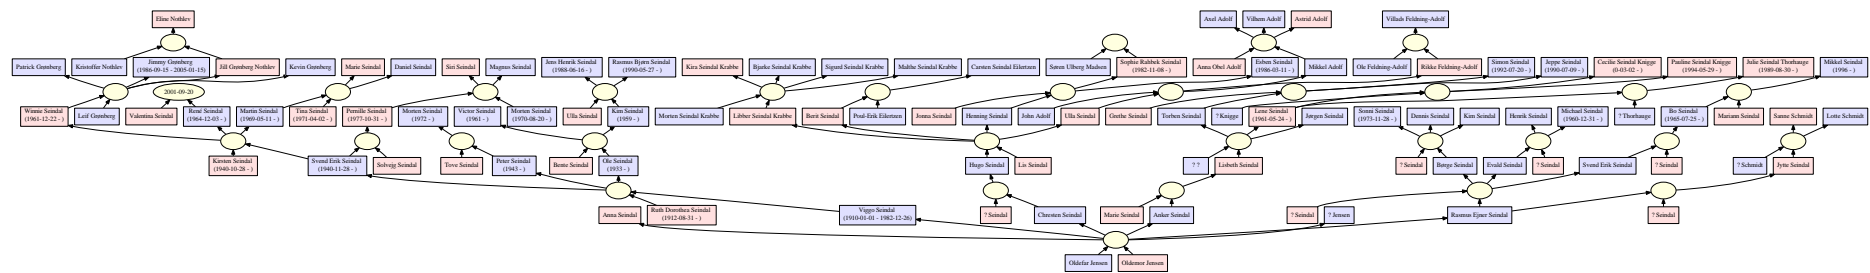 Eline Nothlev
Axel Adolf
Vilhem Adolf
Astrid Adolf
Villads Feldning-Adolf
Patrick Grønberg
Kristoffer Nothlev
Jimmy Grønberg
(1986-09-15 - 2005-01-15)
Jill Grønberg Nothlev
Kevin Grønberg
Marie Seindal
Daniel Seindal
Siri Seindal
Magnus Seindal
Jens Henrik Seindal
(1988-06-16 - )
Rasmus Bjørn Seindal
(1990-05-27 - )
Kira Seindal Krabbe
Bjarke Seindal Krabbe
Sigurd Seindal Krabbe
Malthe Seindal Krabbe
Carsten Seindal Eilertzen
Søren Ulberg Madsen
Sophie Rahbek Seindal
(1982-11-08 - )
Anna Obel Adolf
Esben Seindal
(1986-03-11 - )
Mikkel Adolf
Ole Feldning-Adolf
Rikke Feldning-Adolf
Simon Seindal
(1992-07-20 - )
Jeppe Seindal
(1990-07-09 - )
Cecilie Seindal Knigge
(0-03-02 - )
Pauline Seindal Knigge
(1994-05-29 - )
Julie Seindal Thorhauge
(1989-08-30 - )
Mikkel Seindal
(1996 - )
2001-09-20
Winnie Seindal
(1961-12-22 - )
Leif Grønberg
Valentina Seindal
René Seindal
(1964-12-03 - )
Martin Seindal
(1969-05-11 - )
Tina Seindal
(1971-04-02 - )
Pernille Seindal
(1977-10-31 - )
Morten Seindal
(1972 - )
Victor Seindal
(1961 - )
Morten Seindal
(1970-08-20 - )
Ulla Seindal
Kim Seindal
(1959 - )
Morten Seindal Krabbe
Libber Seindal Krabbe
Berit Seindal
Poul-Erik Eilertzen
Jonna Seindal
Henning Seindal
John Adolf
Ulla Seindal
Grethe Seindal
Torben Seindal
? Knigge
Lene Seindal
(1961-05-24 - )
Jørgen Seindal
Sonni Seindal
(1973-11-28 - )
Dennis Seindal
Kim Seindal
Henrik Seindal
Michael Seindal
(1960-12-31 - )
? Thorhauge
Bo Seindal
(1965-07-25 - )
Mariann Seindal
Sanne Schmidt
Lotte Schmidt
Kirsten Seindal
(1940-10-28 - )
Svend Erik Seindal
(1940-11-28 - )
Solvejg Seindal
Tove Seindal
Peter Seindal
(1943 - )
Bente Seindal
Ole Seindal
(1933 - )
Hugo Seindal
Lis Seindal
? ?
Lisbeth Seindal
? Seindal
Børge Seindal
Evald Seindal
? Seindal
Svend Erik Seindal
? Seindal
? Schmidt
Jytte Seindal
Anna Seindal
Ruth Dorothea Seindal
(1912-08-31 - )
Viggo Seindal
(1910-01-01 - 1982-12-26)
? Seindal
Chresten Seindal
Marie Seindal
Anker Seindal
? Seindal
? Jensen
Rasmus Ejner Seindal
? Seindal
Oldefar Jensen
Oldemor Jensen